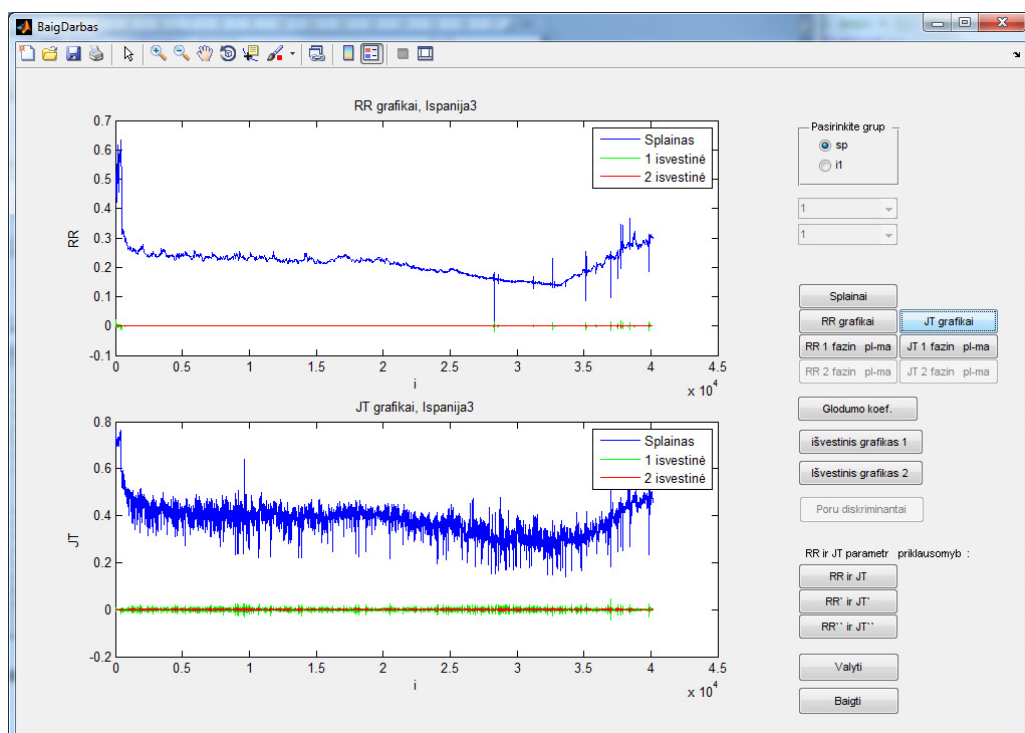 BaigDarbas
RR grafikai, Ispanija3
0.7
0.6
0.5
0.4
0.3
0.2
0.1
0
-0.1
RR
Splainas
1 isvestinė
2 isvestinė
0 0.5 1 1.5 2 2.5 3 3.5 4 4.5
i
x 10^4
JT grafikai, Ispanija3
0.8
0.6
0.4
0.2
0
-0.2
JT
Splainas
1 isvestinė
2 isvestinė
0 0.5 1 1.5 2 2.5 3 3.5 4 4.5
i
x 10^4
Pasirinkite grup
sp
i1
1
1
Splainai
RR grafikai JT grafikai
RR 1 fazin pl-ma JT 1 fazin pl-ma
RR 2 fazin pl-ma JT 2 fazin pl-ma
Glodumo koef.
išvestinis grafikas 1
Išvestinis grafikas 2
Poru diskriminantai
RR ir JT parametr priklausomyb :
RR ir JT
RR` ir JT`
RR`` ir JT``
Valyti
Baigti